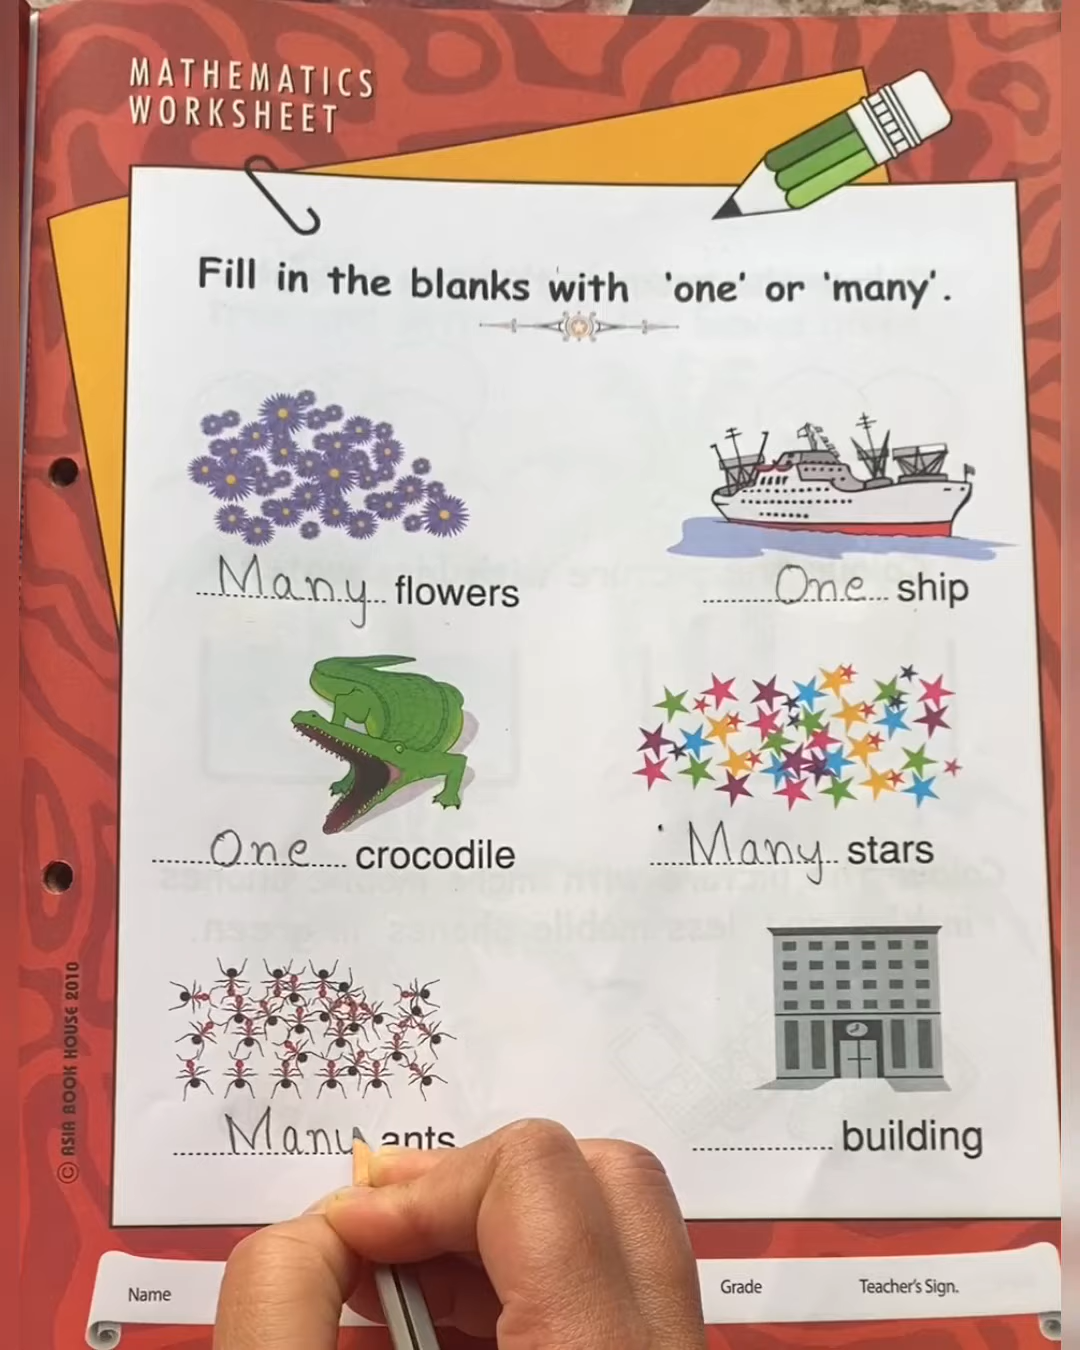 MATHEMATICS
WORKSHEET
Fill in the blanks with 'one' or 'many'.
Many flowers
One ship
One crocodile
Many stars
Many ants
building
© ASIA BOOK HOUSE 2010
Name
Grade
Teacher's Sign.